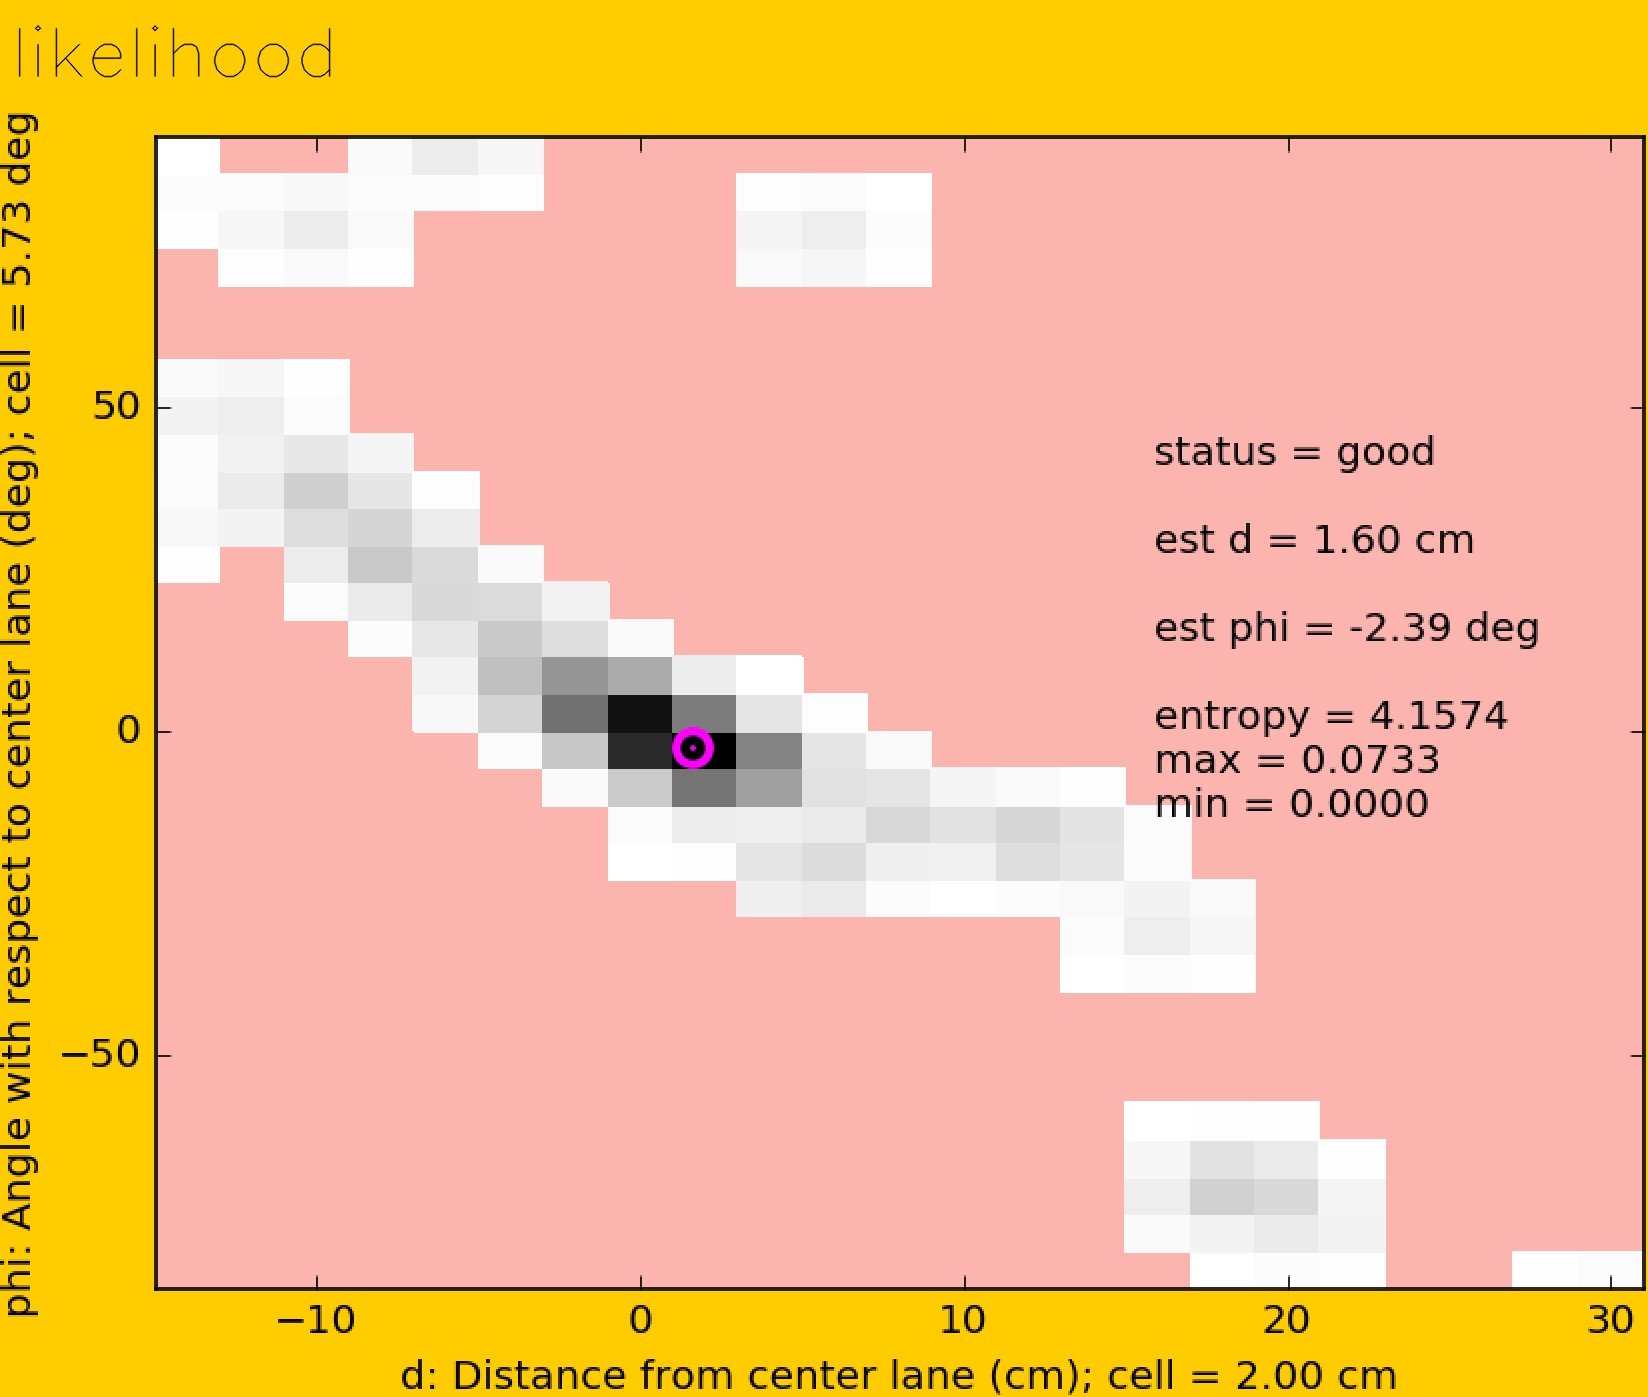 likelihood
phi: Angle with respect to center lane (deg); cell = 5.73 deg
50
0
−50
status = good
est d = 1.60 cm
est phi = -2.39 deg
entropy = 4.1574
max = 0.0733
min = 0.0000
−10 0 10 20 30
d: Distance from center lane (cm); cell = 2.00 cm